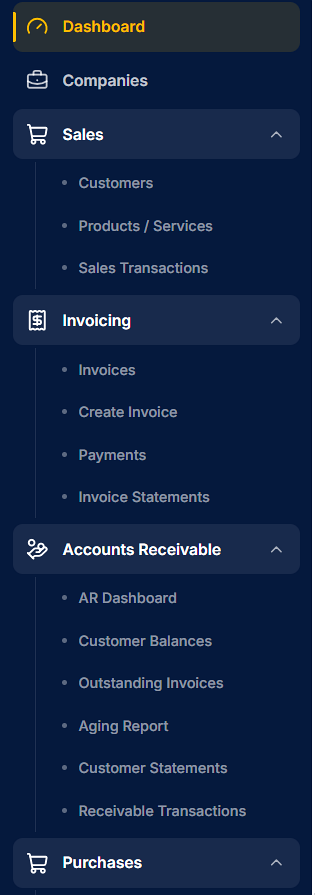 Dashboard
Companies
Sales
Customers
Products / Services
Sales Transactions
Invoicing
Invoices
Create Invoice
Payments
Invoice Statements
Accounts Receivable
AR Dashboard
Customer Balances
Outstanding Invoices
Aging Report
Customer Statements
Receivable Transactions
Purchases